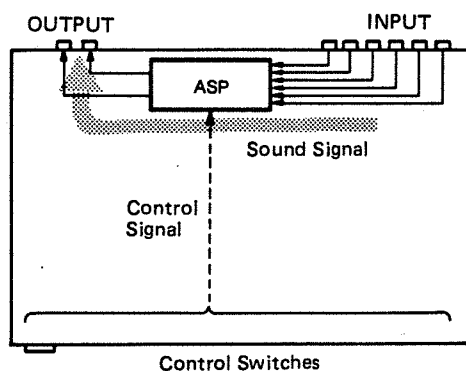 OUTPUT
INPUT
ASP
Sound Signal
Control
Signal
Control Switches